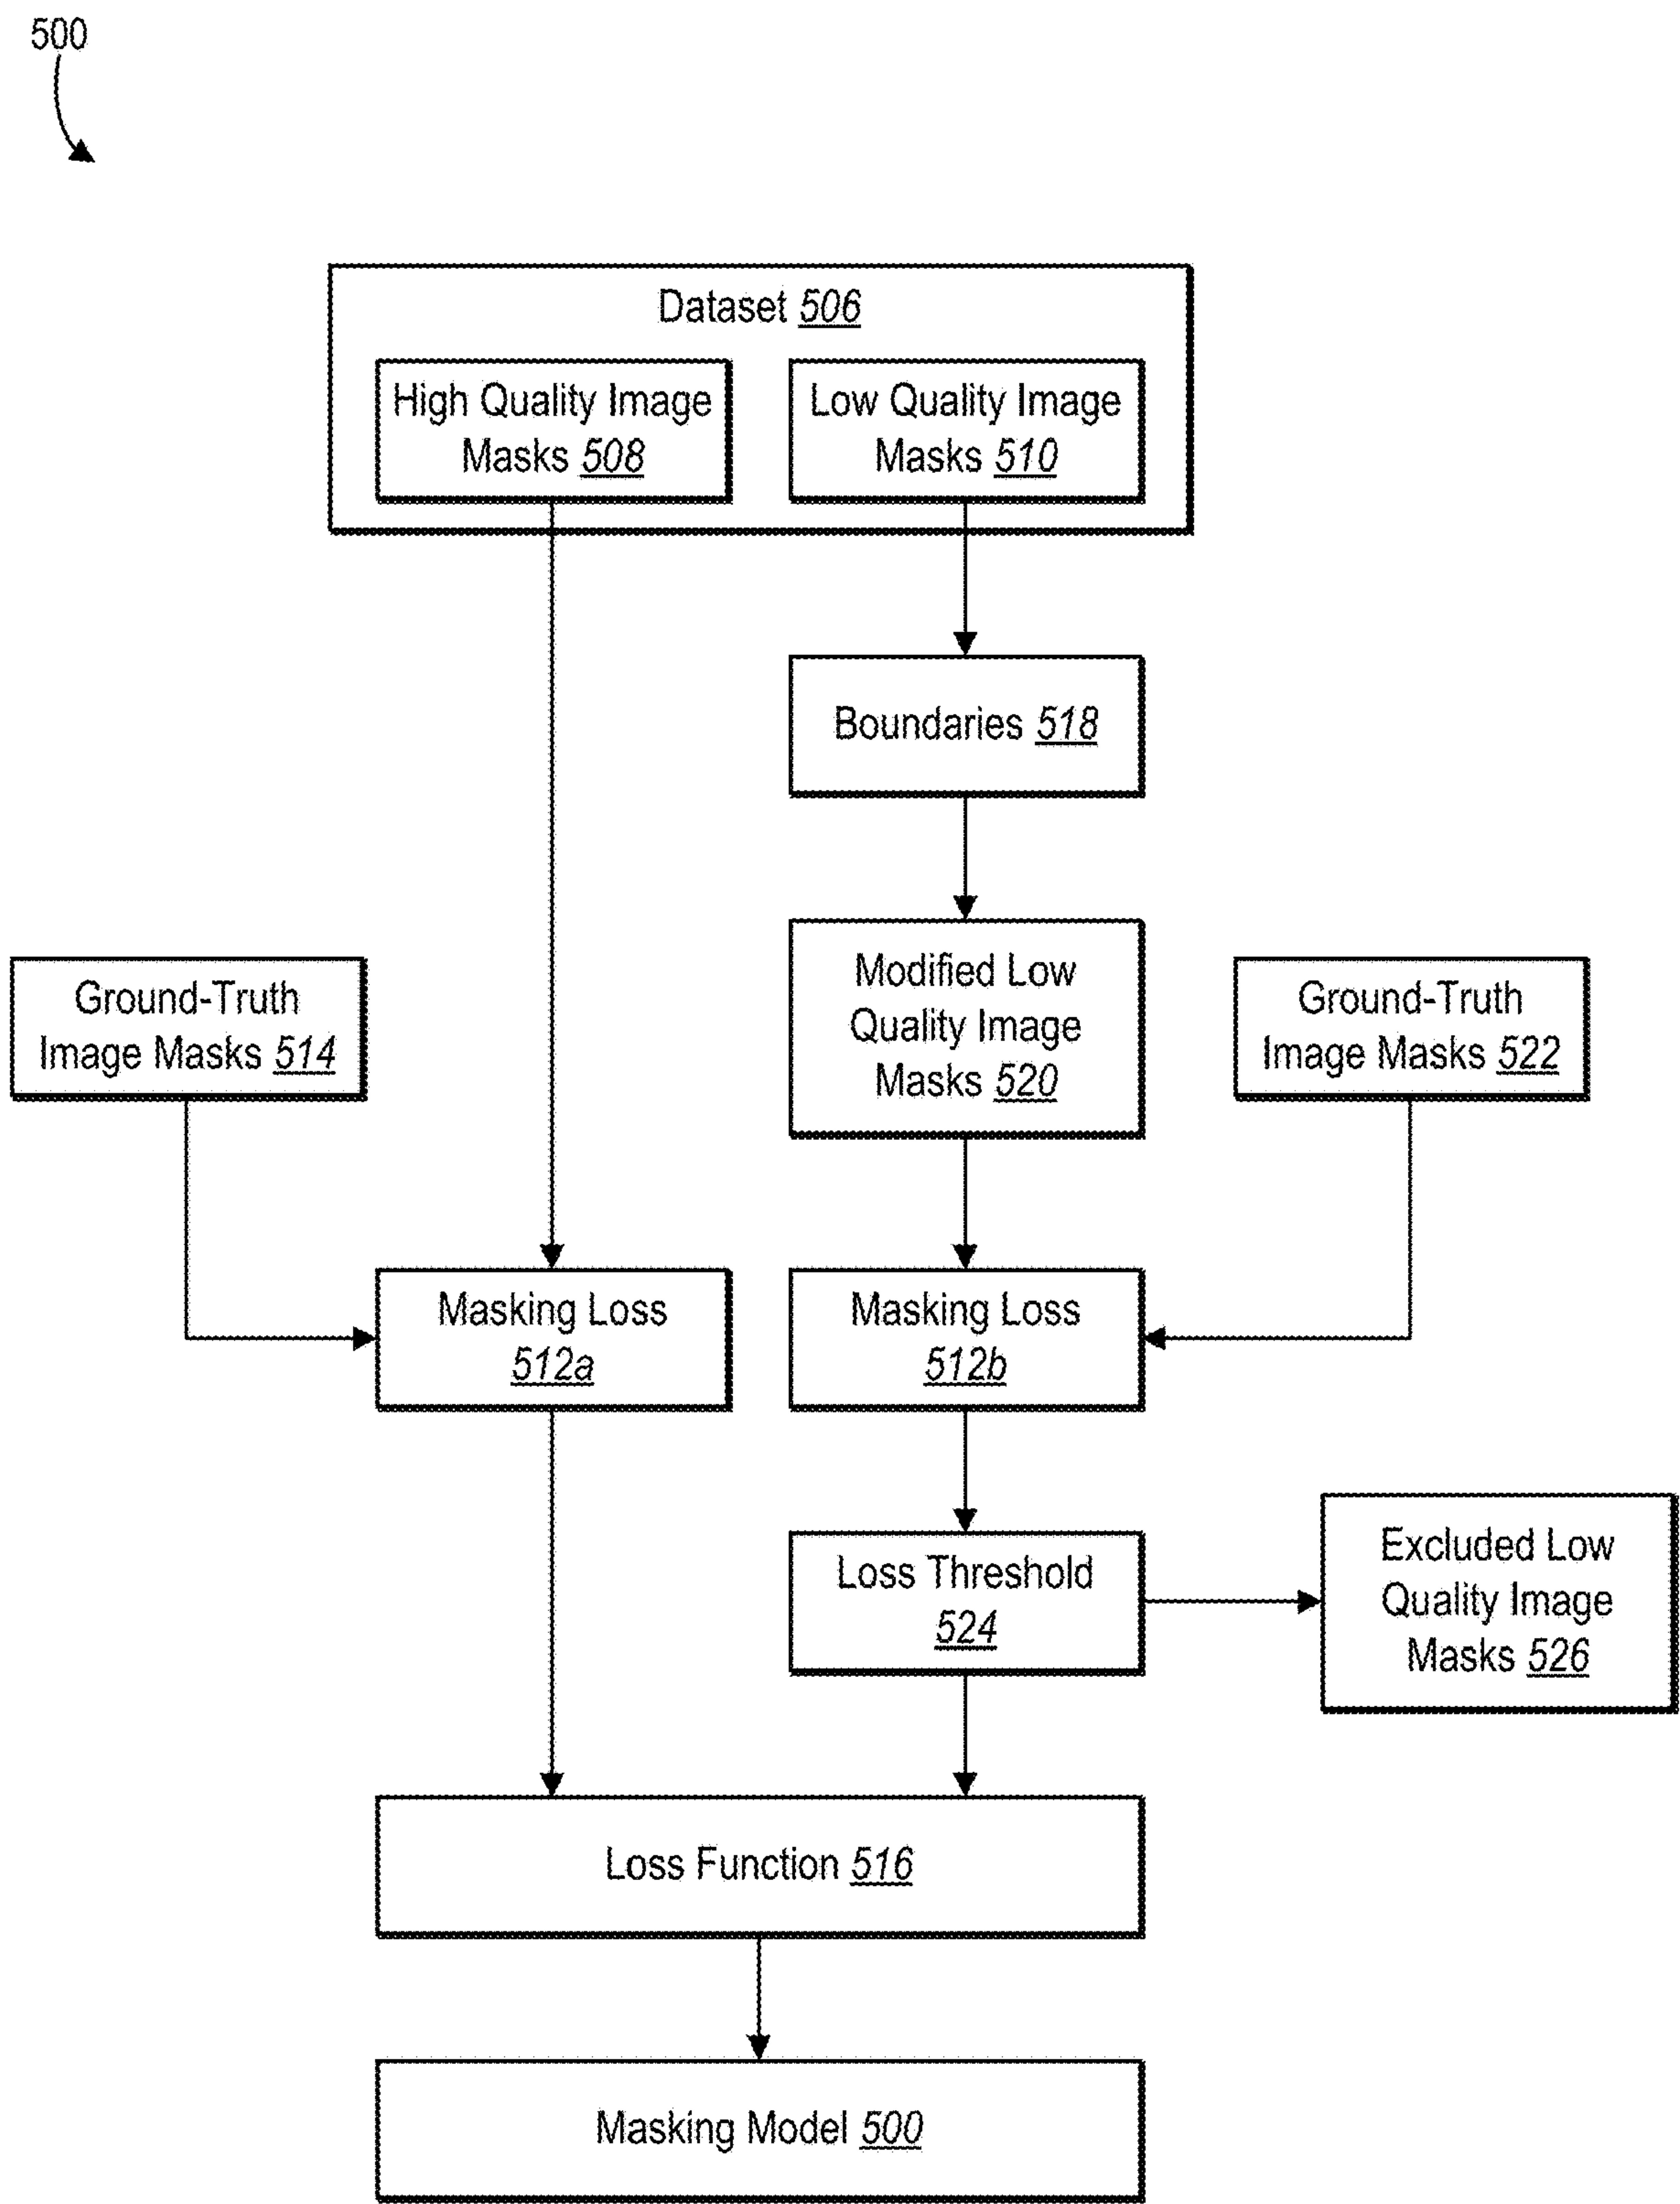 500
Dataset 506
High Quality Image
Masks 508
Low Quality Image
Masks 510
Boundaries 518
Modified Low
Quality Image
Masks 520
Ground-Truth
Image Masks 514
Ground-Truth
Image Masks 522
Masking Loss
512a
Masking Loss
512b
Loss Threshold
524
Excluded Low
Quality Image
Masks 526
Loss Function 516
Masking Model 500